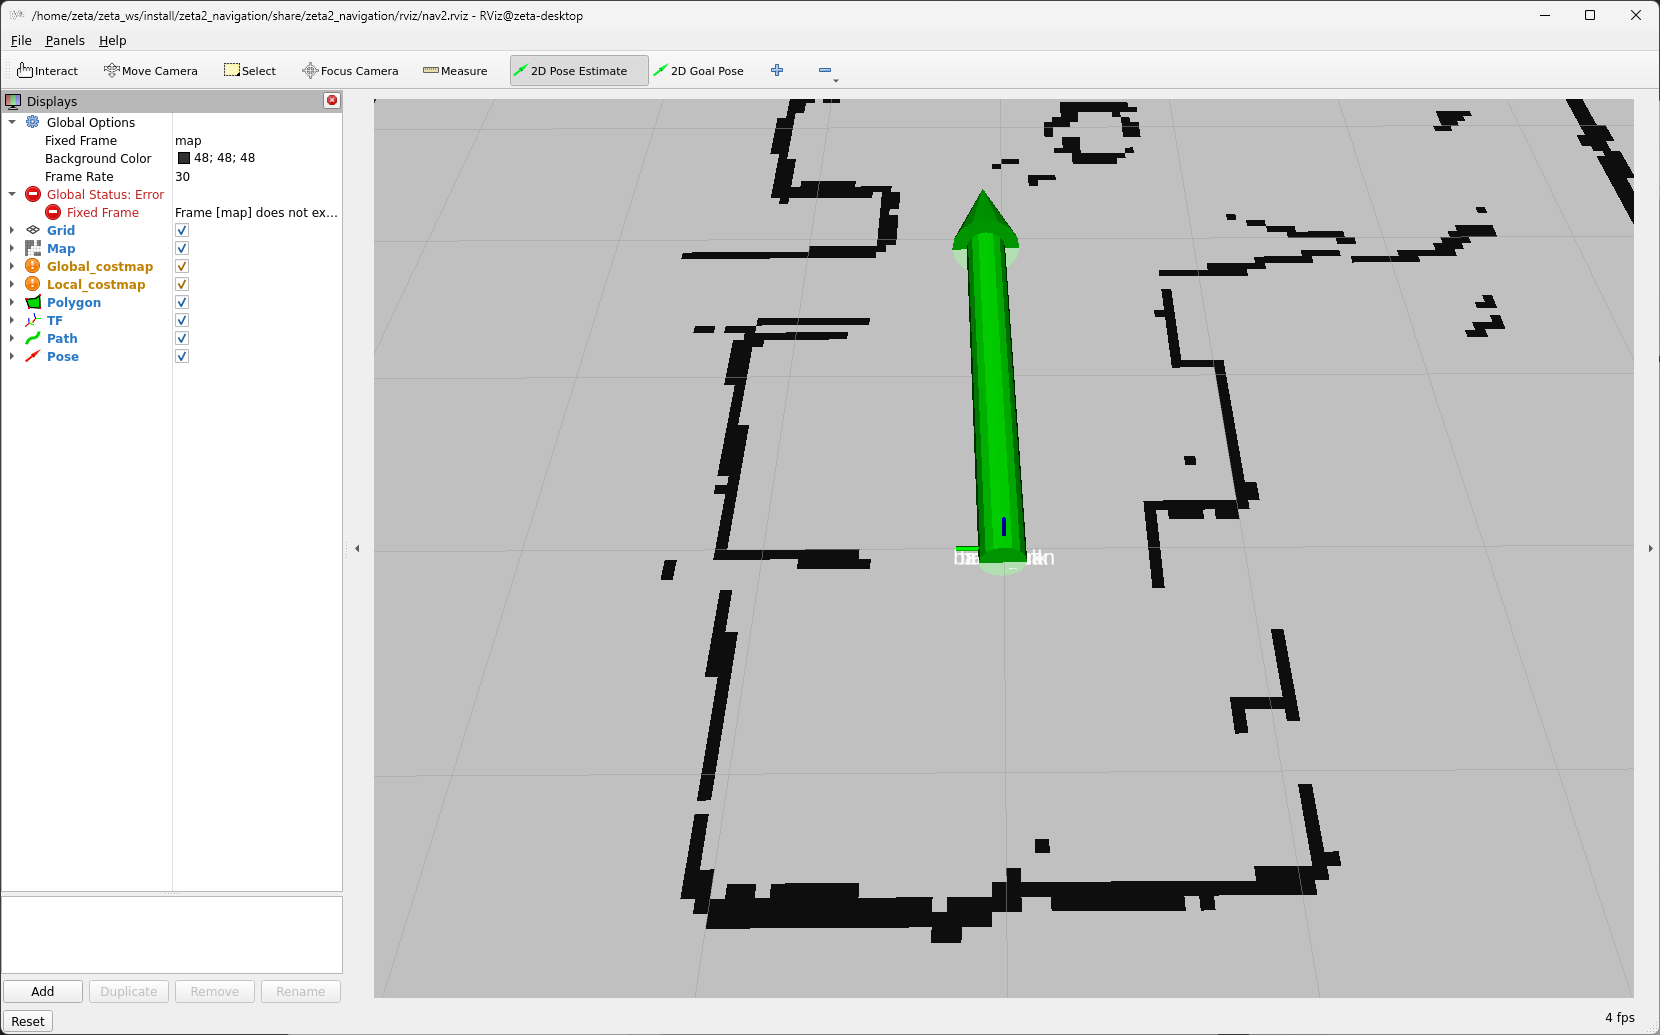 /home/zeta/zeta_ws/install/zeta2_navigation/share/zeta2_navigation/rviz/nav2.rviz - RViz@zeta-desktop
File Panels Help
Interact Move Camera Select Focus Camera Measure 2D Pose Estimate 2D Goal Pose
Displays
Global Options
Fixed Frame map
Background Color 48; 48; 48
Frame Rate 30
Global Status: Error
Fixed Frame Frame [map] does not ex...
Grid
Map
Global_costmap
Local_costmap
Polygon
TF
Path
Pose
Add Duplicate Remove Rename
Reset
4 fps